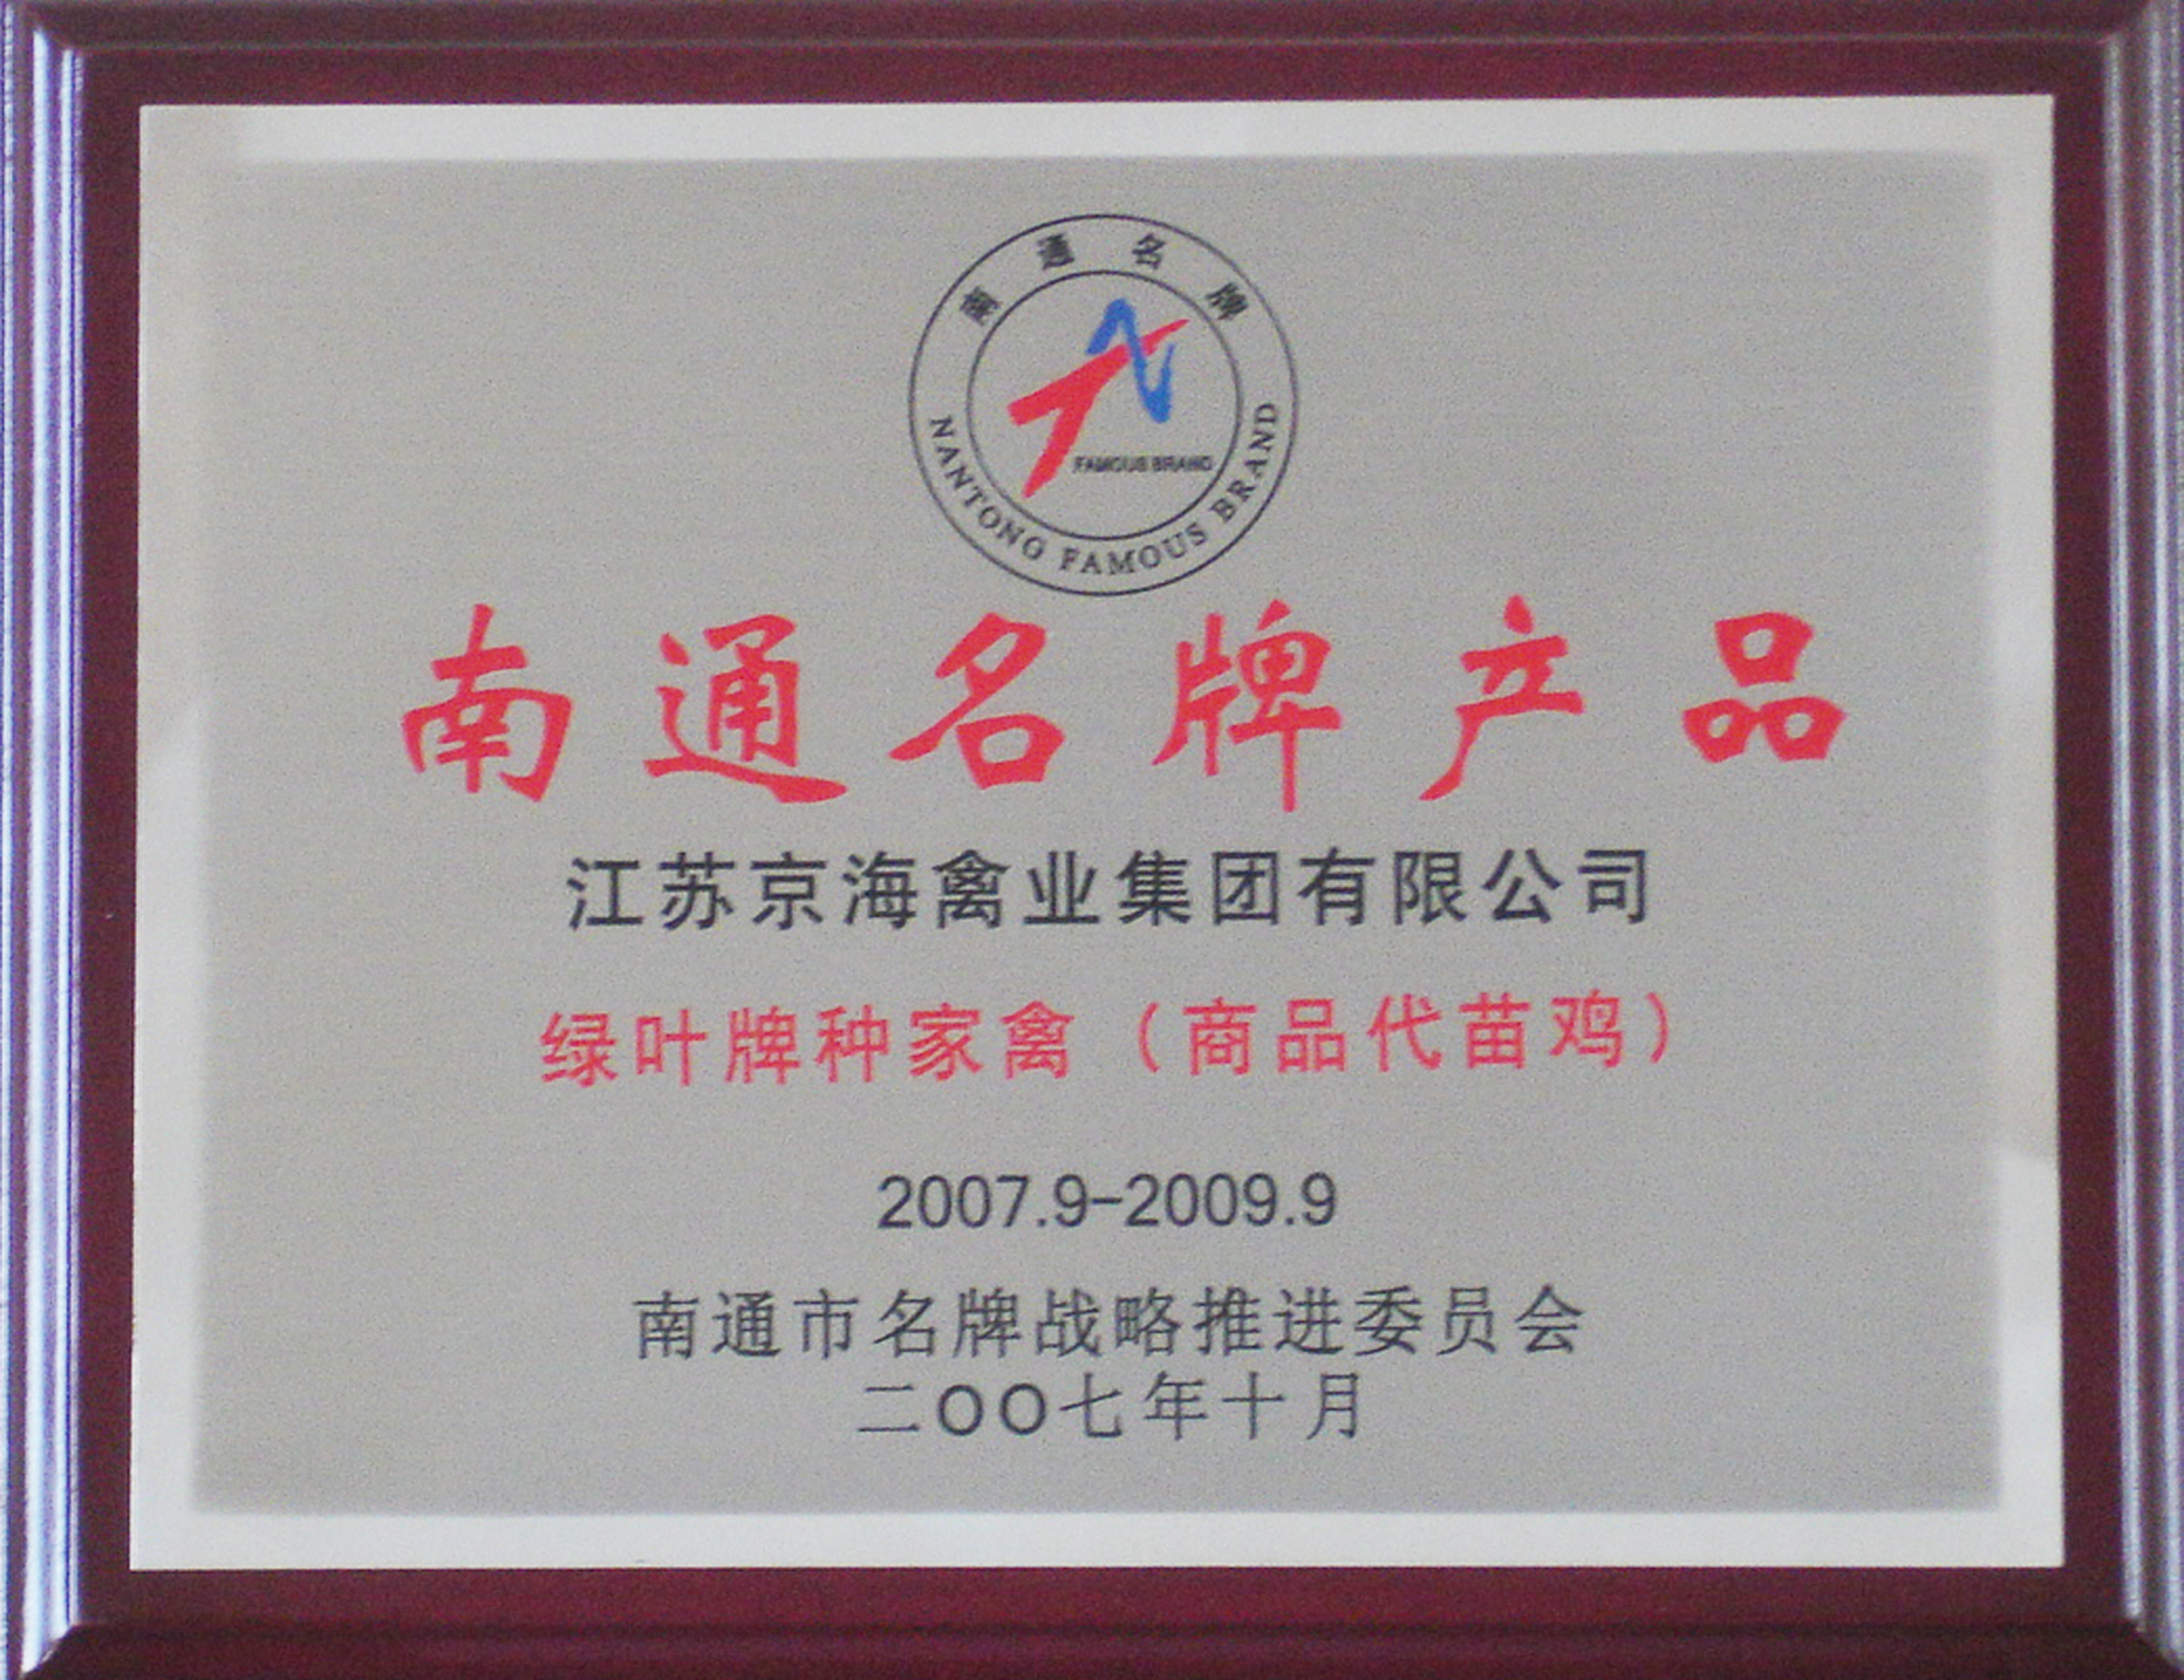 南通名牌
FAMOUS BRAND
NANTONG FAMOUS BRAND
南通名牌产品
江苏京海禽业集团有限公司
绿叶牌种家禽（商品代苗鸡）
2007.9-2009.9
南通市名牌战略推进委员会
二〇〇七年十月